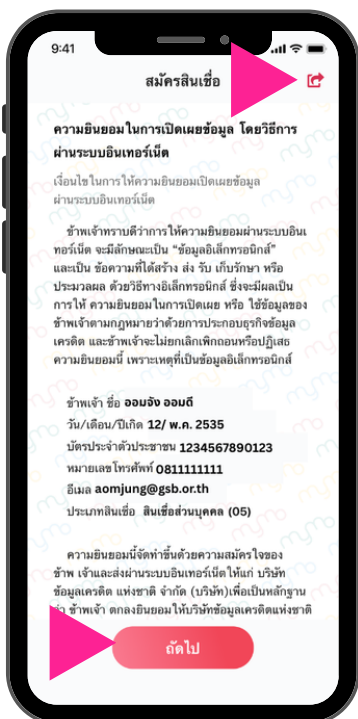 9:41
สมัครสินเชื่อ
ความยินยอมในการเปิดเผยข้อมูล โดยวิธีการ
ผ่านระบบอินเทอร์เน็ต
เงื่อนไขในการให้ความยินยอมเปิดเผยข้อมูล
ผ่านระบบอินเทอร์เน็ต
ข้าพเจ้าทราบดีว่าการให้ความยินยอมผ่านระบบอินเ
ทอร์เน็ต จะมีลักษณะเป็น “ข้อมูลอิเล็กทรอนิกส์”
และเป็น ข้อความที่ได้สร้าง ส่ง รับ เก็บรักษา หรือ
ประมวลผล ด้วยวิธีทางอิเล็กทรอนิกส์ ซึ่งจะมีผลเป็น
การให้ ความยินยอมในการเปิดเผย หรือ ใช้ข้อมูลของ
ข้าพเจ้าตามกฎหมายว่าด้วยการประกอบธุรกิจข้อมูล
เครดิต และข้าพเจ้าจะไม่ยกเลิกเพิกถอนหรือปฏิเสธ
ความยินยอมนี้ เพราะเหตุที่เป็นข้อมูลอิเล็กทรอนิกส์
ข้าพเจ้า ชื่อ ออมจัง ออมดี
วัน/เดือน/ปีเกิด 12/ พ.ค. 2535
บัตรประจำตัวประชาชน 1234567890123
หมายเลขโทรศัพท์ 0811111111
อีเมล aomjung@gsb.or.th
ประเภทสินเชื่อ สินเชื่อส่วนบุคคล (05)
ความยินยอมนี้จัดทำขึ้นด้วยความสมัครใจของ
ข้าพ เจ้าและส่งผ่านระบบอินเทอร์เน็ตให้แก่ บริษัท
ข้อมูลเครดิต แห่งชาติ จำกัด (บริษัท)เพื่อเป็นหลักฐาน
ว่า ข้าพเจ้า ตกลงยินยอมให้บริษัทข้อมูลเครดิตแห่งชาติ
ถัดไป